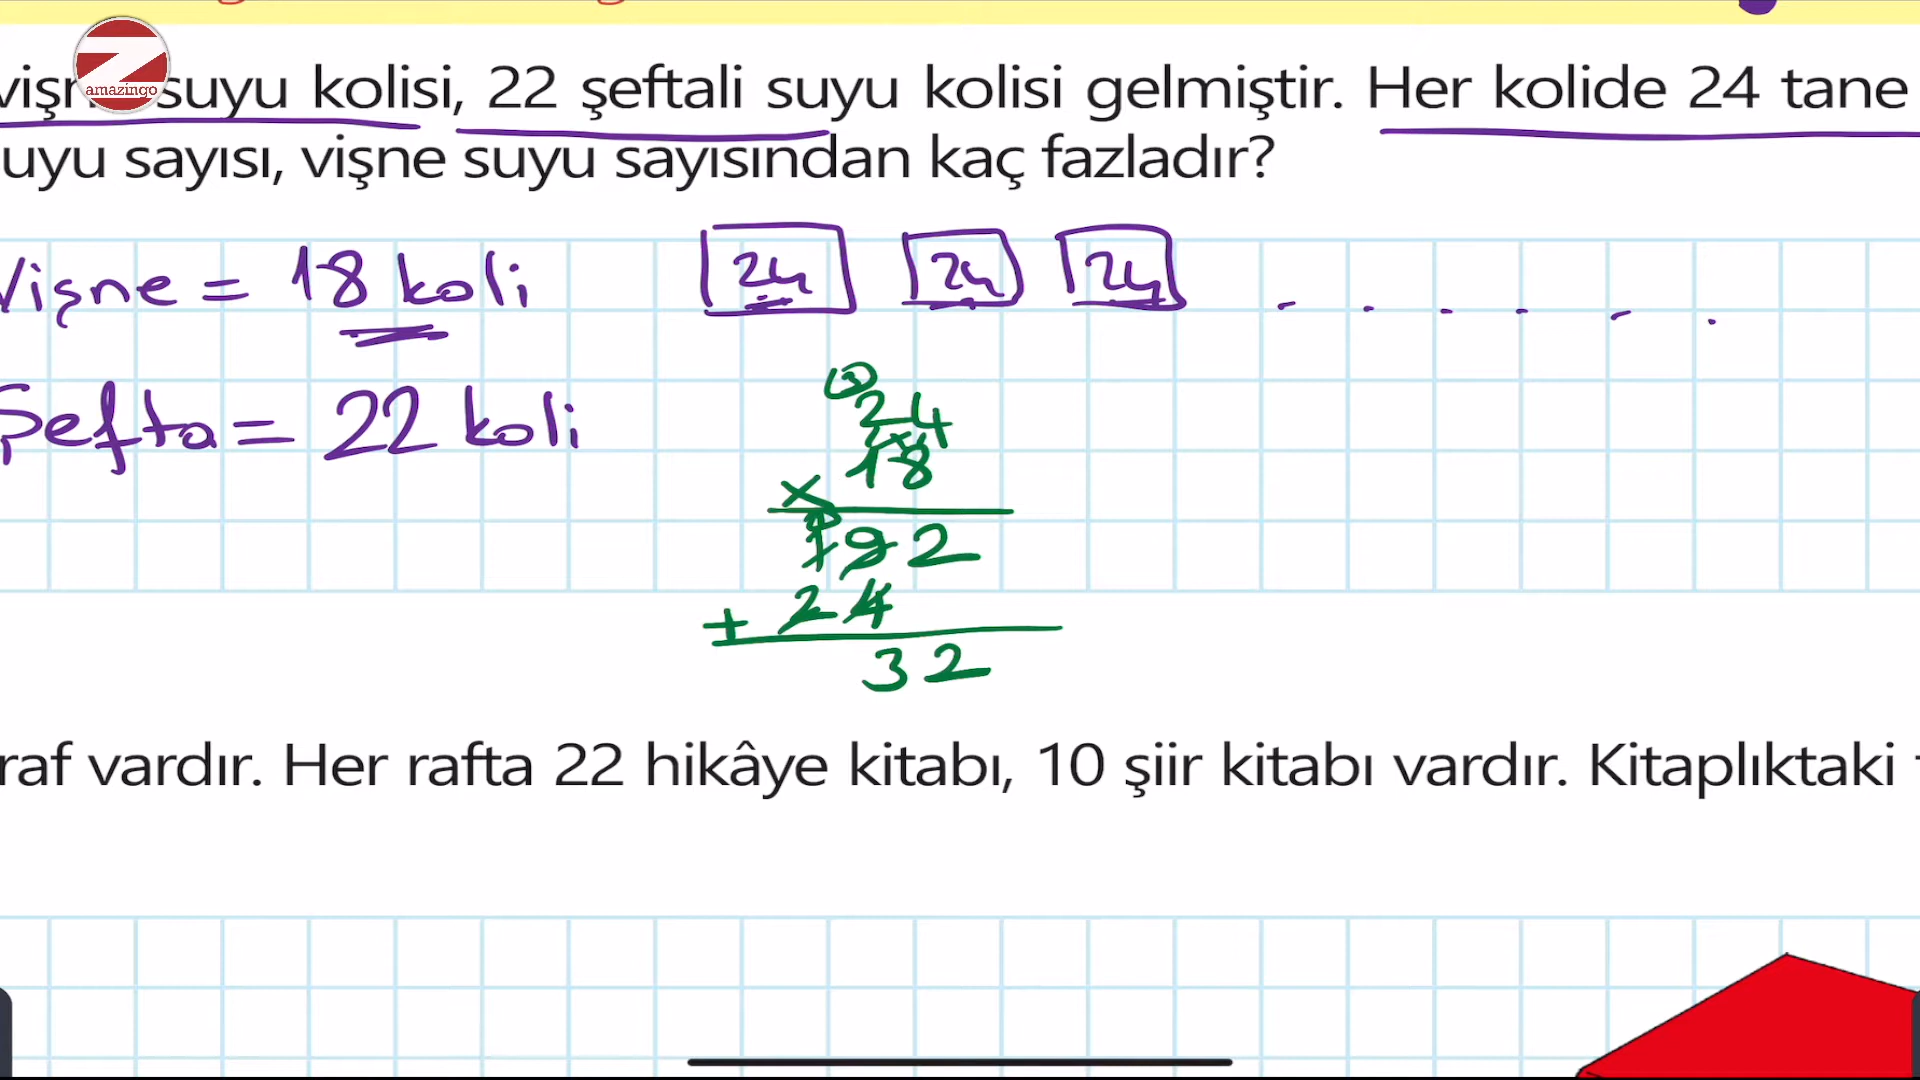 amazingo
suyu kolisi, 22 şeftali suyu kolisi gelmiştir. Her kolide 24 tane
uyu sayısı, vişne suyu sayısından kaç fazladır?
Vişne = 18 koli
24 24 24 . . . . . .
Şefta = 22 koli
24
18
x
192
+ 24
32
raf vardır. Her rafta 22 hikâye kitabı, 10 şiir kitabı vardır. Kitaplıktaki